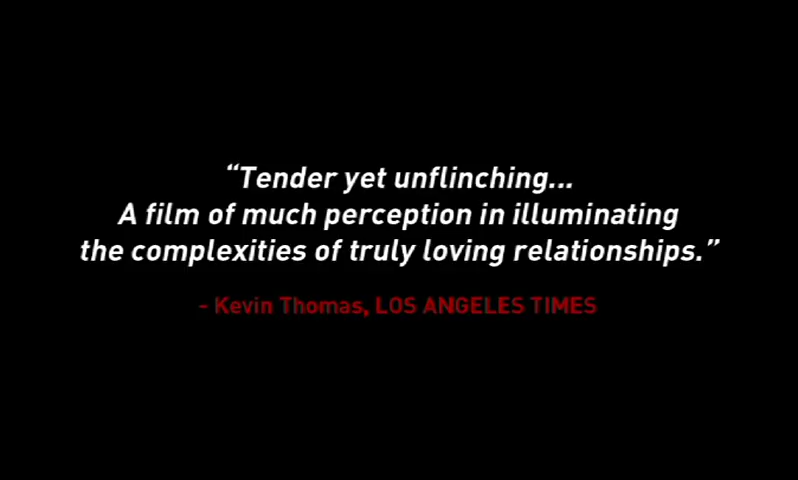 “Tender yet unflinching...
A film of much perception in illuminating
the complexities of truly loving relationships.”
- Kevin Thomas, LOS ANGELES TIMES